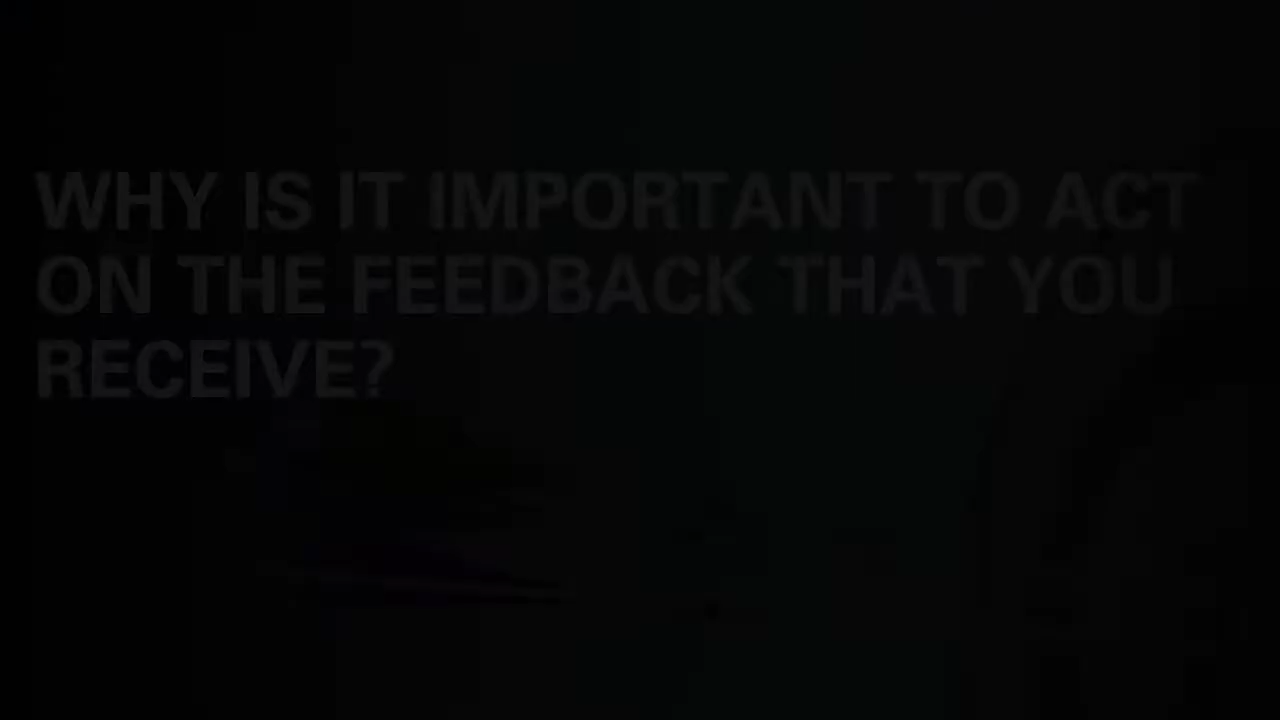 WHY IS IT IMPORTANT TO ACT
ON THE FEEDBACK THAT YOU
RECEIVE?